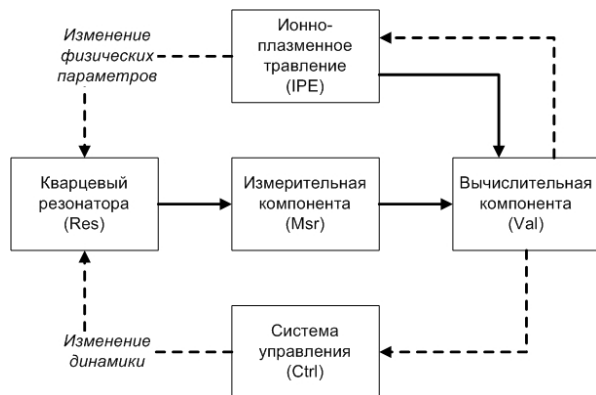 Изменение
физических
параметров
Ионно-
плазменное
травление
(IPE)
Кварцевый
резонатора
(Res)
Измерительная
компонента
(Msr)
Вычислительная
компонента
(Val)
Изменение
динамики
Система
управления
(Ctrl)